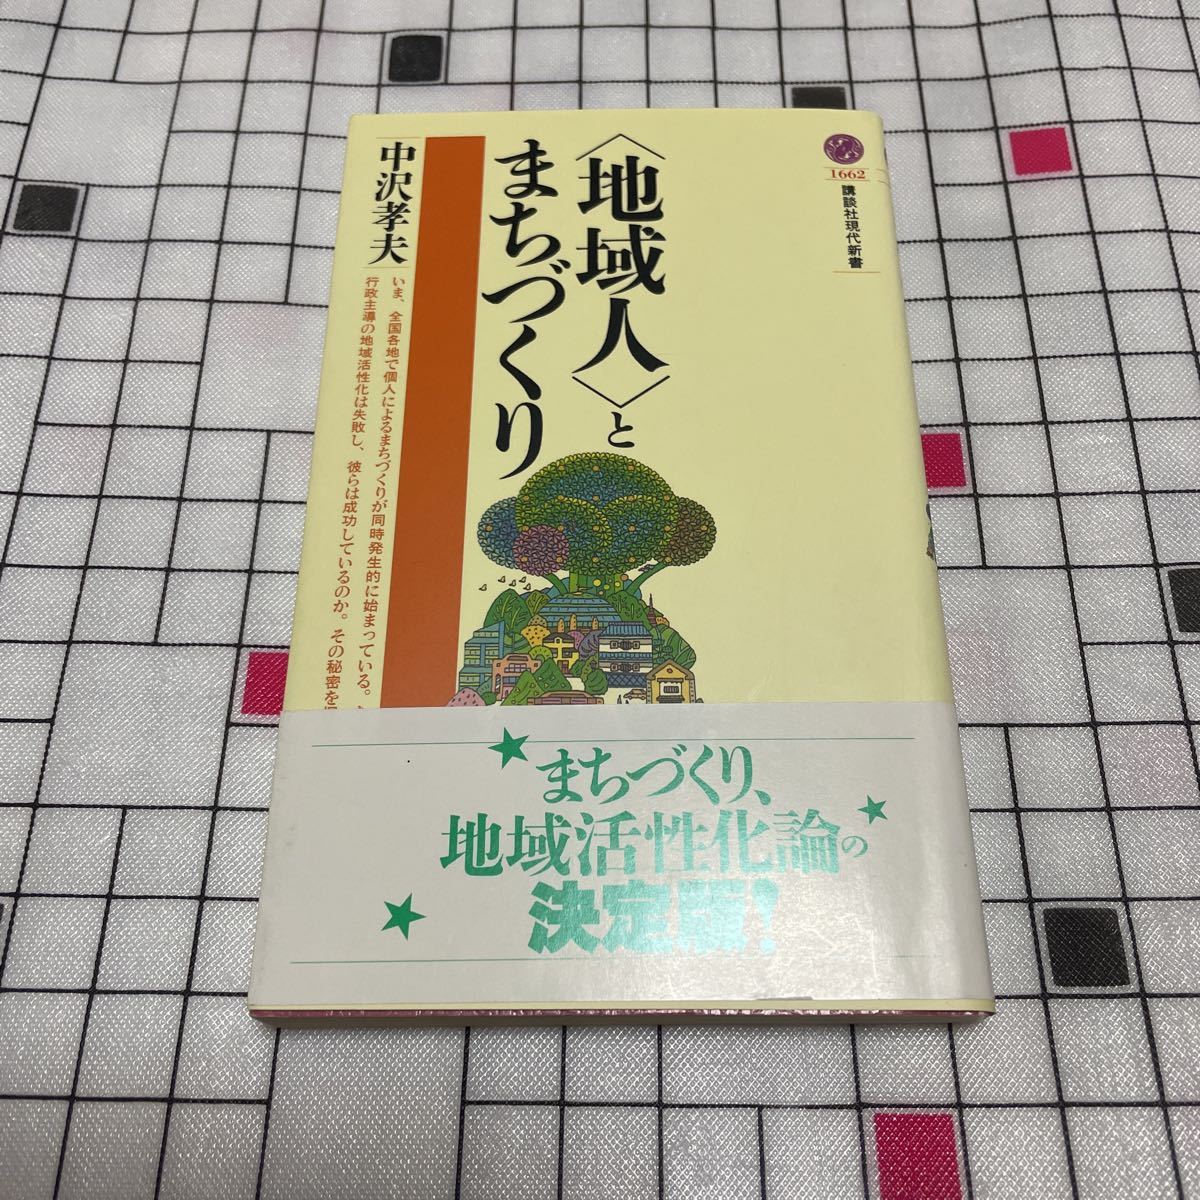 1662
講談社現代新書
〈地域人〉と
まちづくり
中沢孝夫
いま、全国各地で個人によるまちづくりが同時発生的に始まっている。
行政主導の地域活性化は失敗し、彼らは成功しているのか。その秘密を
まちづくり、
地域活性化論の
決定版!